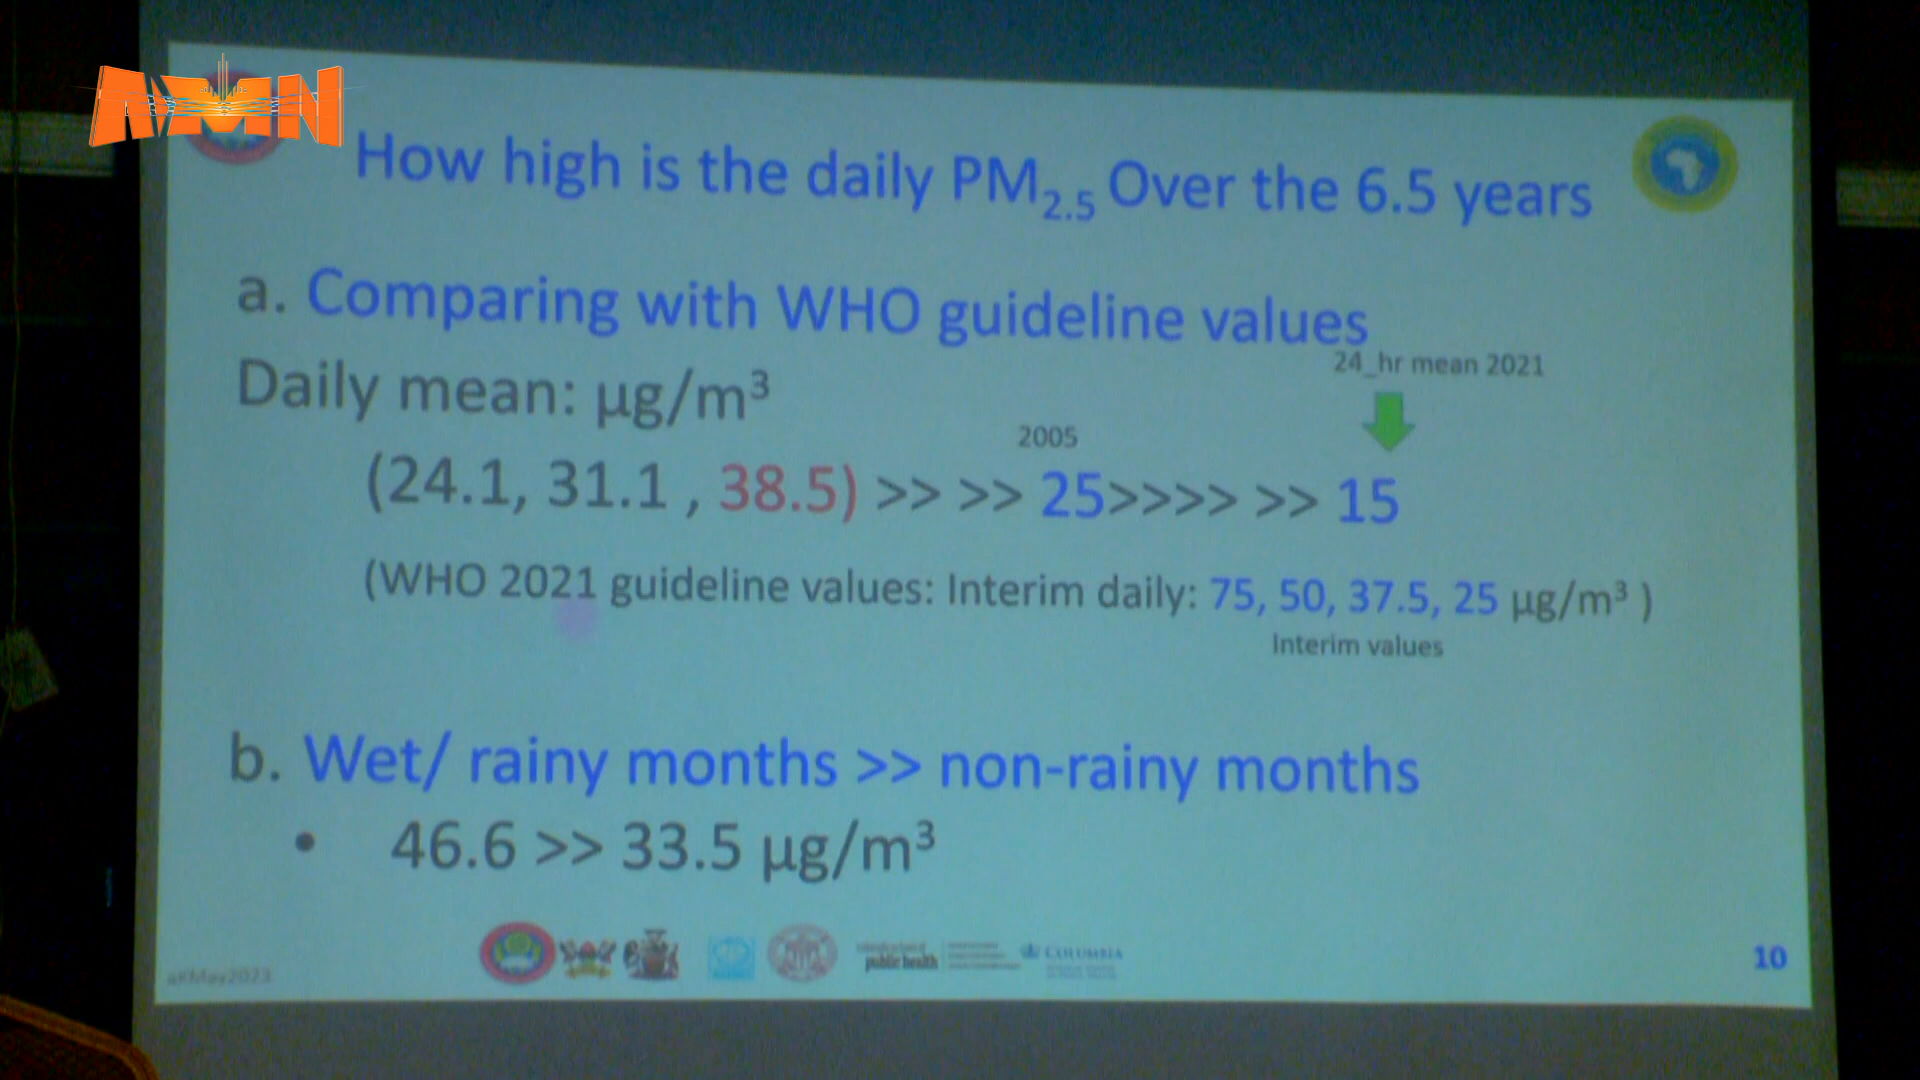 AMN
How high is the daily PM2.5 Over the 6.5 years
a. Comparing with WHO guideline values
24_hr mean 2021
Daily mean: µg/m³
2005
(24.1, 31.1 , 38.5) >> >> 25>>>> >> 15
(WHO 2021 guideline values: Interim daily: 75, 50, 37.5, 25 µg/m³ )
Interim values
b. Wet/ rainy months >> non-rainy months
• 46.6 >> 33.5 µg/m³
public health
COLUMBIA
10